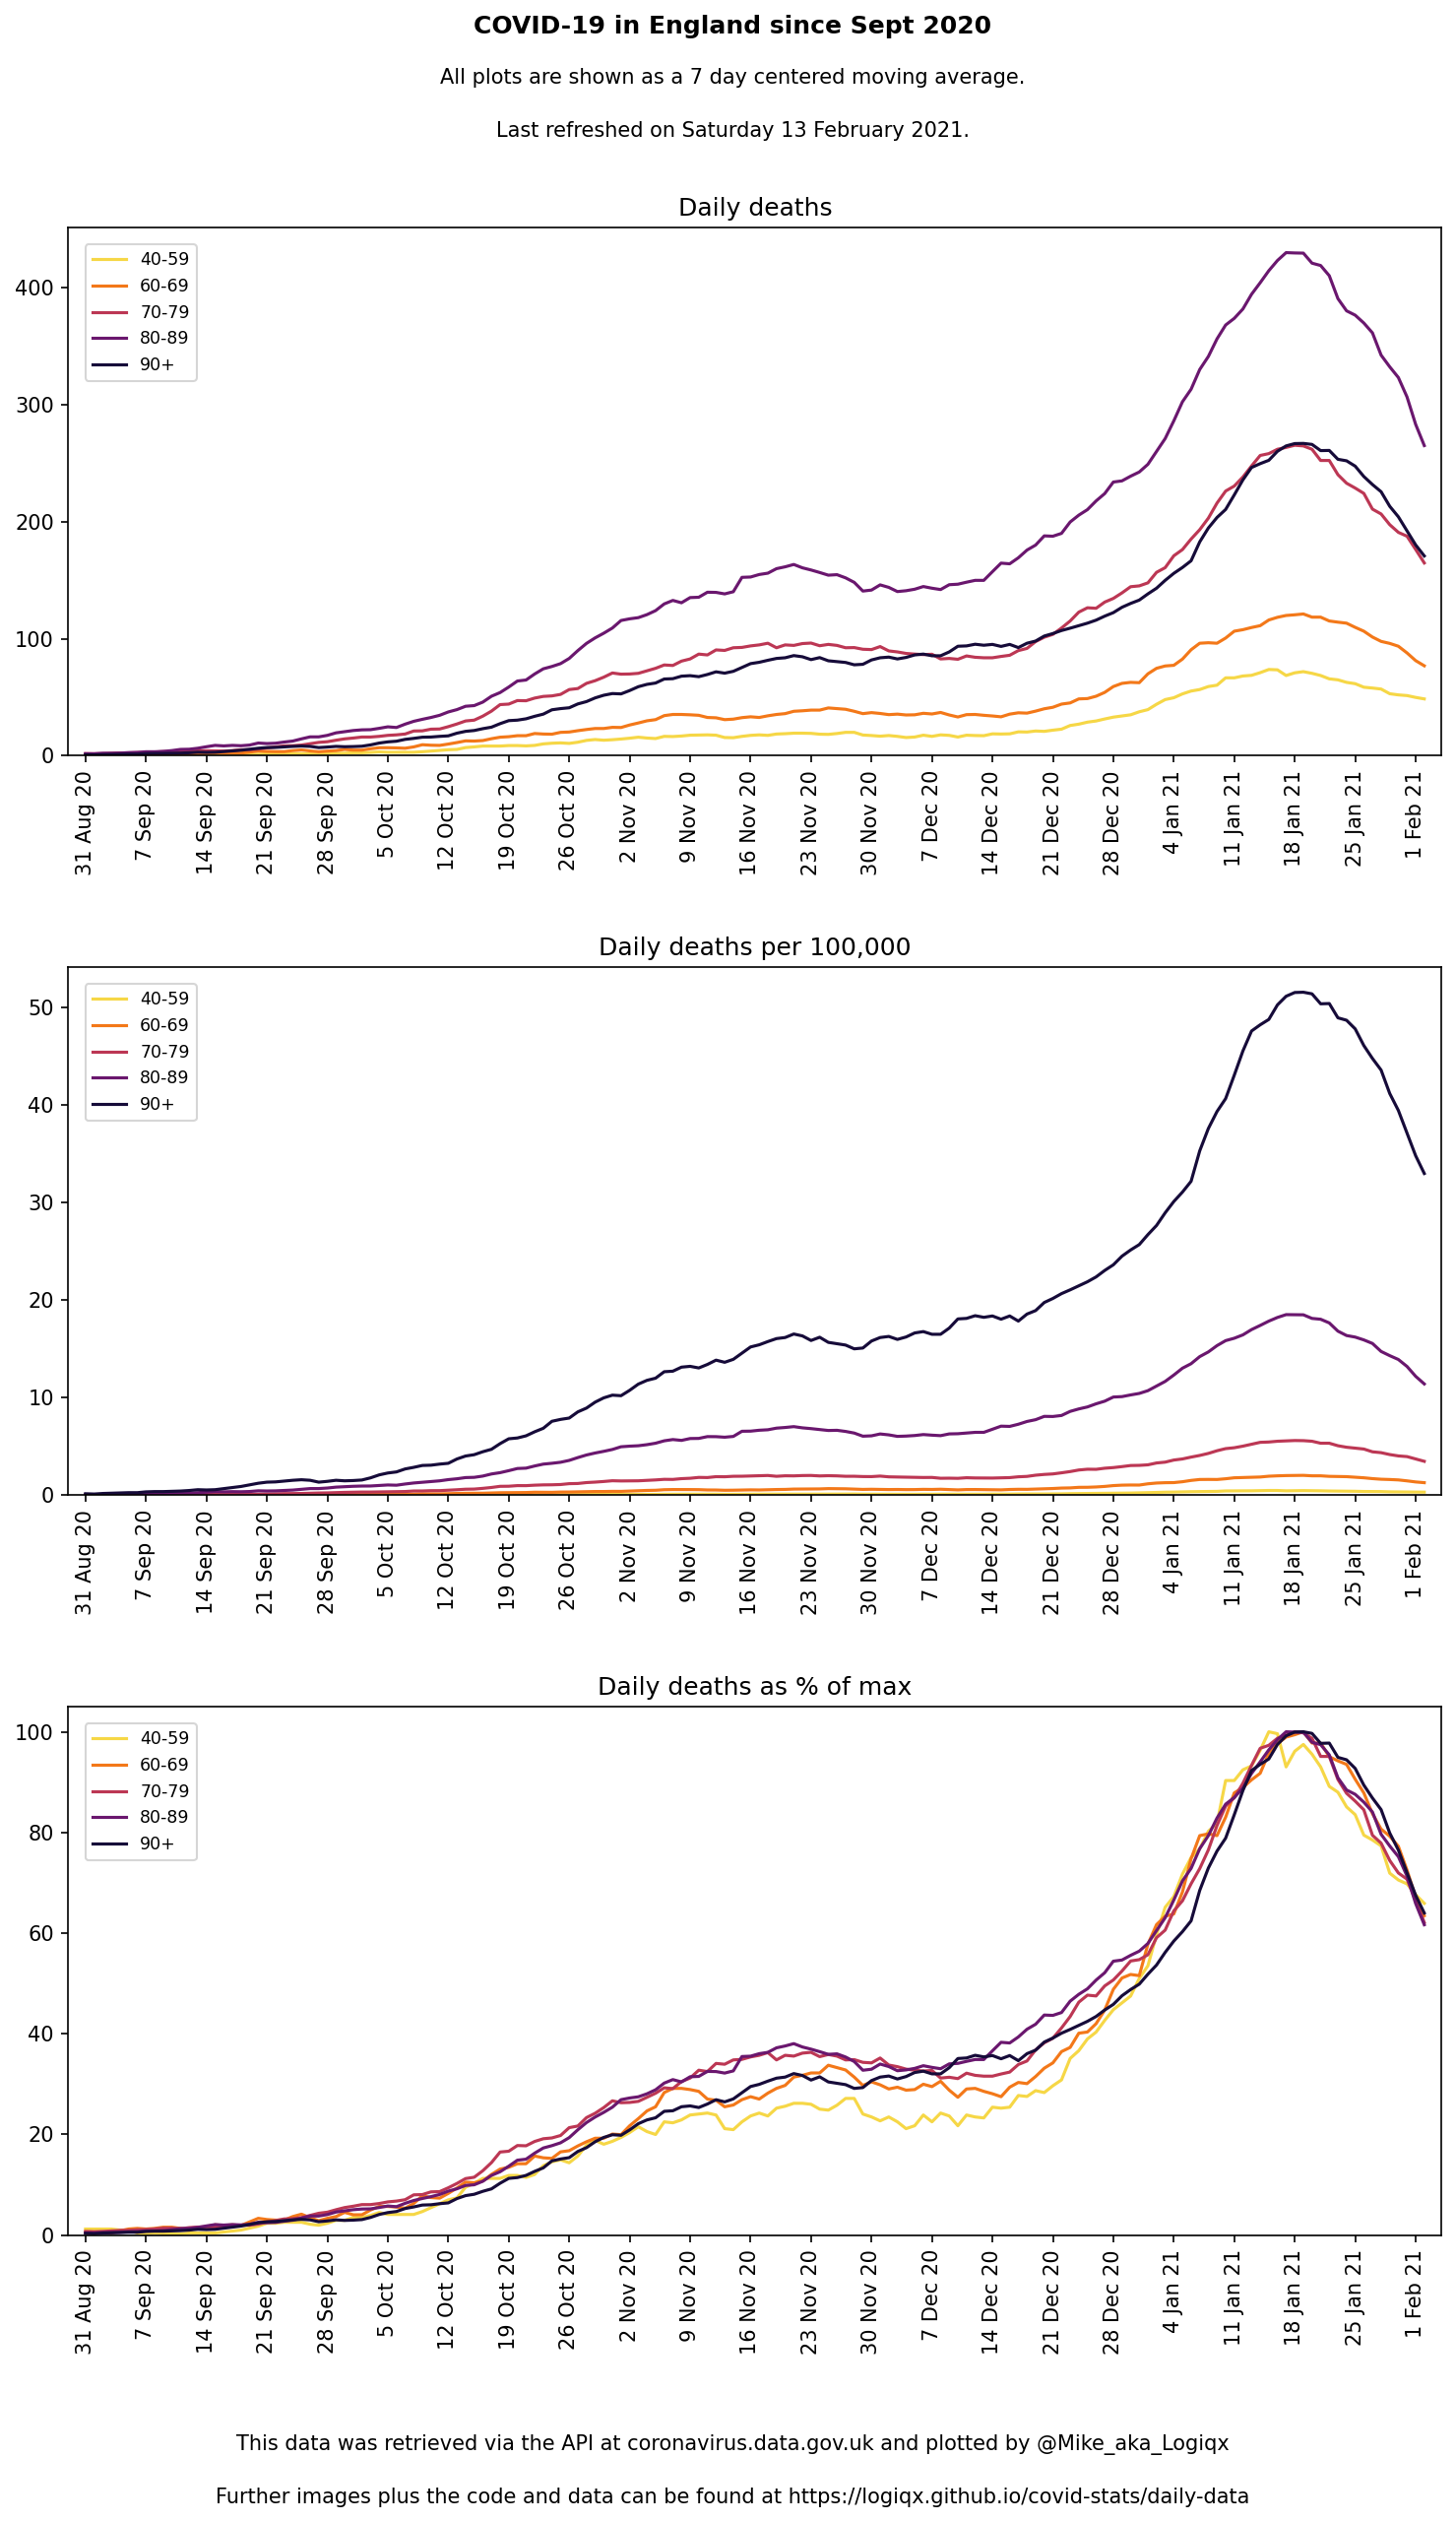 COVID-19 in England since Sept 2020
All plots are shown as a 7 day centered moving average.
Last refreshed on Saturday 13 February 2021.
Daily deaths
40-59
60-69
70-79
80-89
90+
400
300
200
100
0
31 Aug 20
7 Sep 20
14 Sep 20
21 Sep 20
28 Sep 20
5 Oct 20
12 Oct 20
19 Oct 20
26 Oct 20
2 Nov 20
9 Nov 20
16 Nov 20
23 Nov 20
30 Nov 20
7 Dec 20
14 Dec 20
21 Dec 20
28 Dec 20
4 Jan 21
11 Jan 21
18 Jan 21
25 Jan 21
1 Feb 21
Daily deaths per 100,000
40-59
60-69
70-79
80-89
90+
50
40
30
20
10
0
31 Aug 20
7 Sep 20
14 Sep 20
21 Sep 20
28 Sep 20
5 Oct 20
12 Oct 20
19 Oct 20
26 Oct 20
2 Nov 20
9 Nov 20
16 Nov 20
23 Nov 20
30 Nov 20
7 Dec 20
14 Dec 20
21 Dec 20
28 Dec 20
4 Jan 21
11 Jan 21
18 Jan 21
25 Jan 21
1 Feb 21
Daily deaths as % of max
40-59
60-69
70-79
80-89
90+
100
80
60
40
20
0
31 Aug 20
7 Sep 20
14 Sep 20
21 Sep 20
28 Sep 20
5 Oct 20
12 Oct 20
19 Oct 20
26 Oct 20
2 Nov 20
9 Nov 20
16 Nov 20
23 Nov 20
30 Nov 20
7 Dec 20
14 Dec 20
21 Dec 20
28 Dec 20
4 Jan 21
11 Jan 21
18 Jan 21
25 Jan 21
1 Feb 21
This data was retrieved via the API at coronavirus.data.gov.uk and plotted by @Mike_aka_Logiqx
Further images plus the code and data can be found at https://logiqx.github.io/covid-stats/daily-data